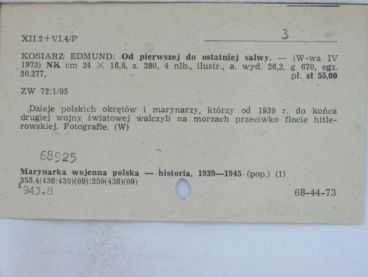 XII.2+VI.4/P
3
KOSIARZ EDMUND: Od pierwszej do ostatniej salwy. — (W-wa IV
1973) NK cm 24 × 16,5, s. 280, 4 nlb., ilustr., a. wyd. 26,2, g 670, egz.
20.277, pł. zł 55,00
ZW 72:1/95
Dzieje polskich okrętów i marynarzy, którzy od 1939 r. do końca
drugiej wojny światowej walczyli na morzach przeciwko flocie hitle-
rowskiej. Fotografie. (W)
68925
Marynarka wojenna polska — historia, 1939—1945 (pop.) (1)
355.4(438:430)(09):359(438)(09)
943.8
68-44-73